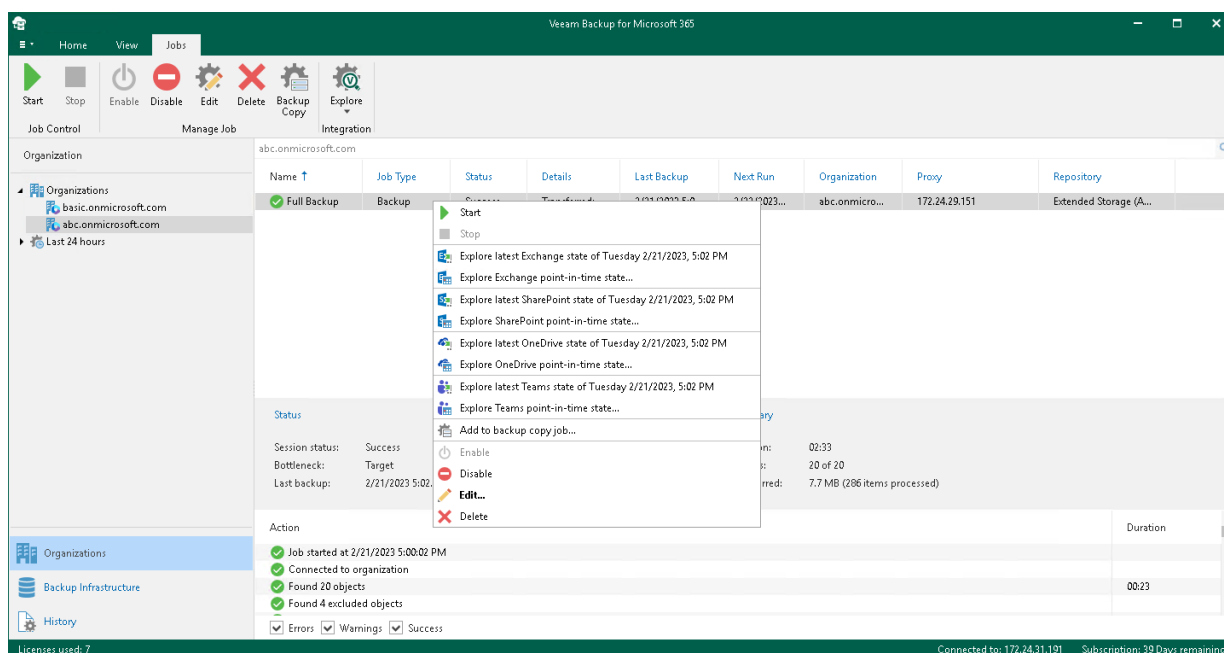 Veeam Backup for Microsoft 365
Home View Jobs
Start Stop Enable Disable Edit Delete Backup Copy Explore
Job Control Manage Job Integration
Organization
Organizations
basic.onmicrosoft.com
abc.onmicrosoft.com
Last 24 hours
abc.onmicrosoft.com
Name Job Type Status Details Last Backup Next Run Organization Proxy Repository
Full Backup Backup abc.onmicro... 172.24.29.151 Extended Storage (A...
Start
Stop
Explore latest Exchange state of Tuesday 2/21/2023, 5:02 PM
Explore Exchange point-in-time state...
Explore latest SharePoint state of Tuesday 2/21/2023, 5:02 PM
Explore SharePoint point-in-time state...
Explore latest OneDrive state of Tuesday 2/21/2023, 5:02 PM
Explore OneDrive point-in-time state...
Explore latest Teams state of Tuesday 2/21/2023, 5:02 PM
Explore Teams point-in-time state...
Add to backup copy job...
Enable
Disable
Edit...
Delete
Status
Session status: Success
Bottleneck: Target
Last backup: 2/21/2023 5:02
02:33
20 of 20
7.7 MB (286 items processed)
Action Duration
Job started at 2/21/2023 5:00:02 PM
Connected to organization
Found 20 objects 00:23
Found 4 excluded objects
Errors Warnings Success
Organizations
Backup Infrastructure
History
Licenses used: 7
Connected to: 172.24.31.191 Subscription: 39 Days remaining